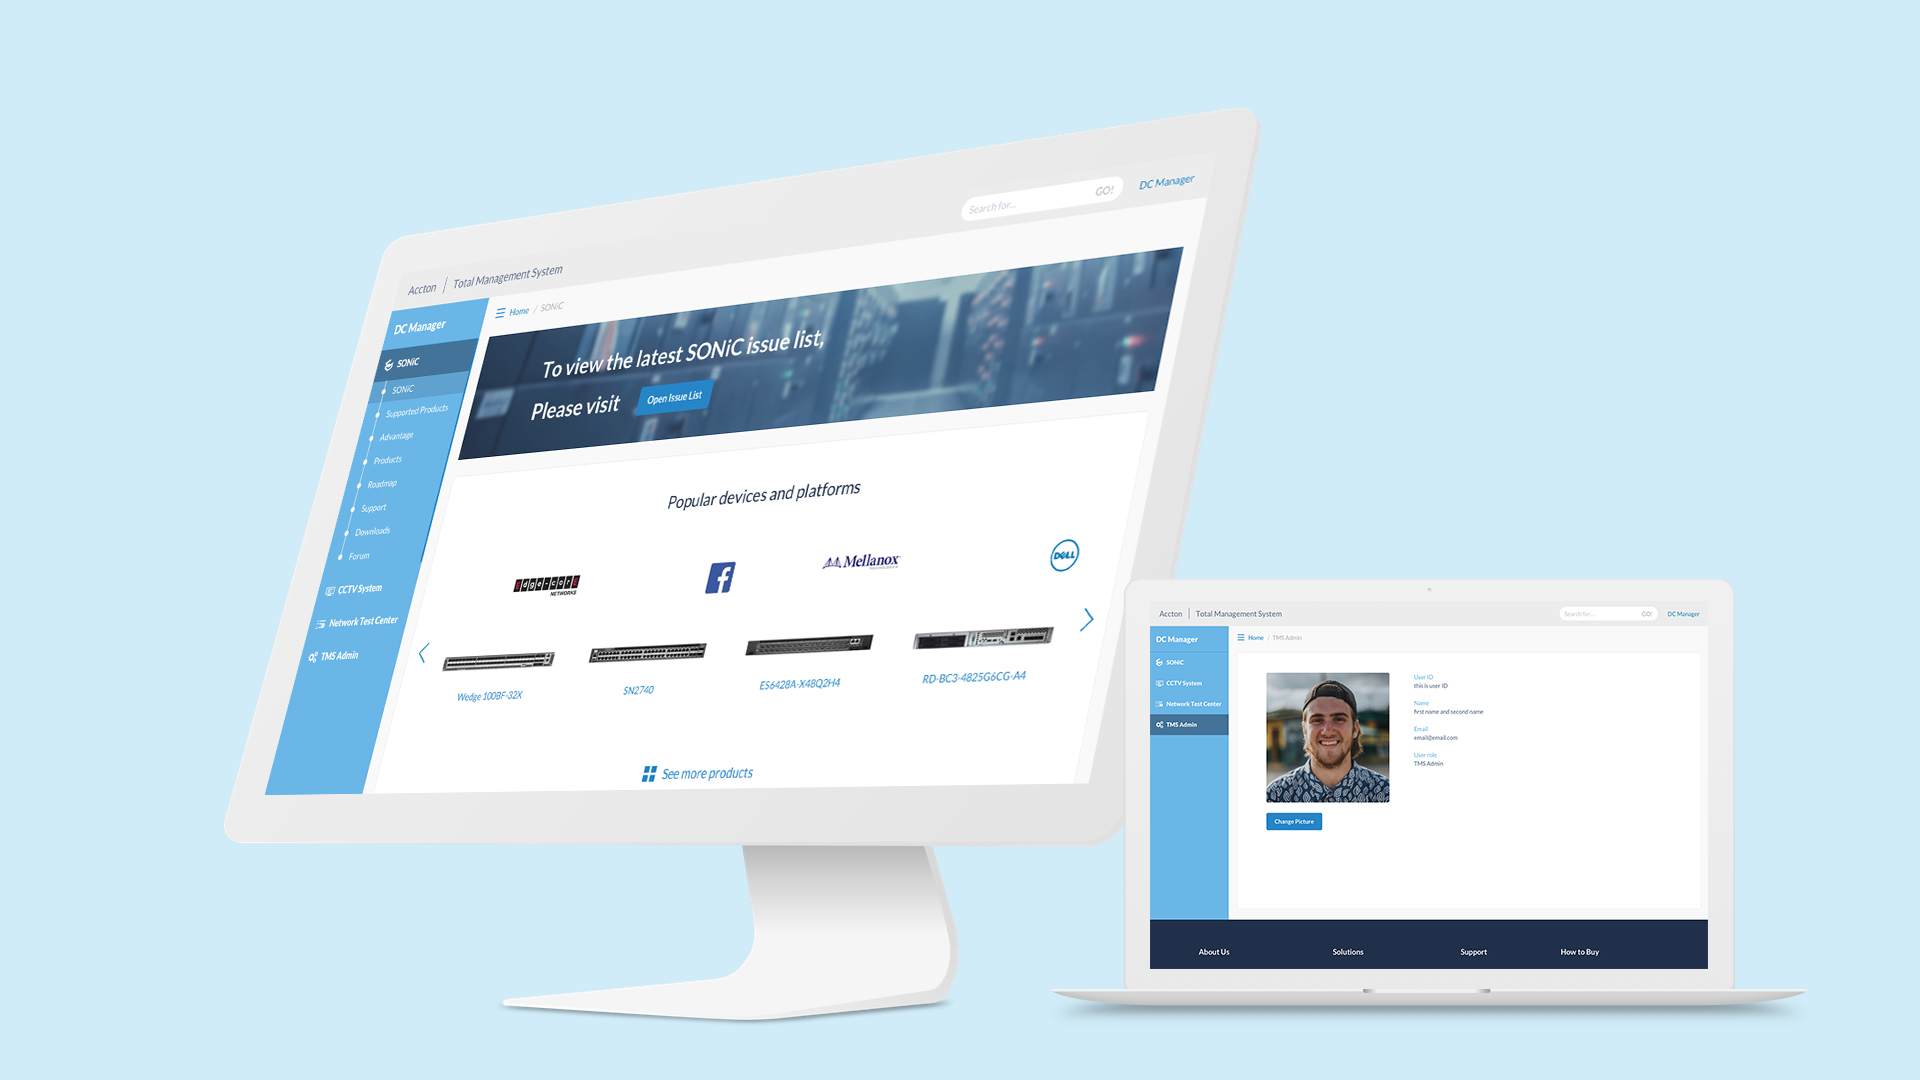 Accton | Total Management System
Search for...
GO!
DC Manager
DC Manager
SONiC
SONiC
Supported Products
Advantage
Products
Roadmap
Support
Downloads
Forum
CCTV System
Network Test Center
TMS Admin
Home / SONiC
To view the latest SONiC issue list,
Please visit
Open Issue List
Popular devices and platforms
Edge-corE
NETWORKS
f
Mellanox
DELL
Wedge 100BF-32X
SN2740
ES6428A-X48Q2H4
RD-BC3-4825G6CG-A4
See more products
Accton | Total Management System
Search for...
GO!
DC Manager
DC Manager
SONiC
CCTV System
Network Test Center
TMS Admin
Home / TMS Admin
User ID
this is user ID
Name
first name and second name
Email
email@email.com
User role
TMS Admin
Change Picture
About Us
Solutions
Support
How to Buy